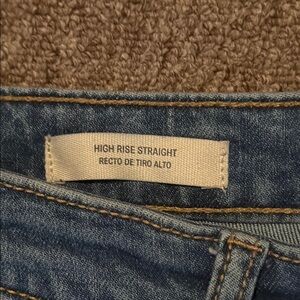 HIGH RISE STRAIGHT
RECTO DE TIRO ALTO